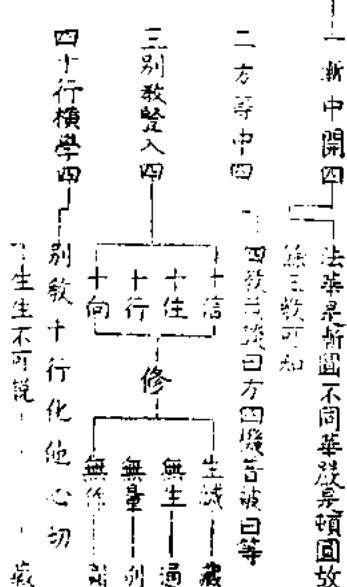 一漸中開四
法華是漸圓不同華嚴是頓圓故
餘三教可知
二方等中四
四教並談曰方四機普被曰等
三別教豎入四
十信
十住
十行
十向
修
生滅 藏
無生 通
無量 別
無作
四十行橫學四
別教十行化他心切
生生不可說 藏